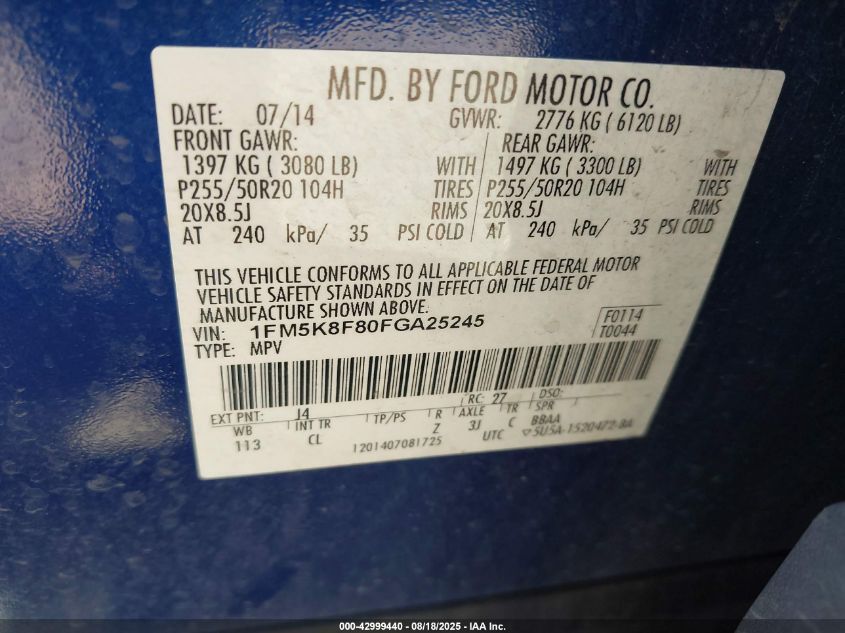 MFD. BY FORD MOTOR CO.
DATE: 07/14 GVWR: 2776 KG ( 6120 LB)
FRONT GAWR: REAR GAWR:
1397 KG ( 3080 LB) WITH 1497 KG ( 3300 LB) WITH
P255/50R20 104H TIRES P255/50R20 104H TIRES
20X8.5J RIMS 20X8.5J RIMS
AT 240 kPa/ 35 PSI COLD AT 240 kPa/ 35 PSI COLD
THIS VEHICLE CONFORMS TO ALL APPLICABLE FEDERAL MOTOR
VEHICLE SAFETY STANDARDS IN EFFECT ON THE DATE OF
MANUFACTURE SHOWN ABOVE.
VIN: 1FM5K8F80FGA25245 F0114
TYPE: MPV T0044
EXT PNT: J4 RC: 27 DSO:
WB INT TR TP/PS R AXLE TR SPR
113 CL Z 3J C BBAA
1201407081725 UTC ▽5U5A-1520472-BA
000-42999440 - 08/18/2025 - IAA Inc.